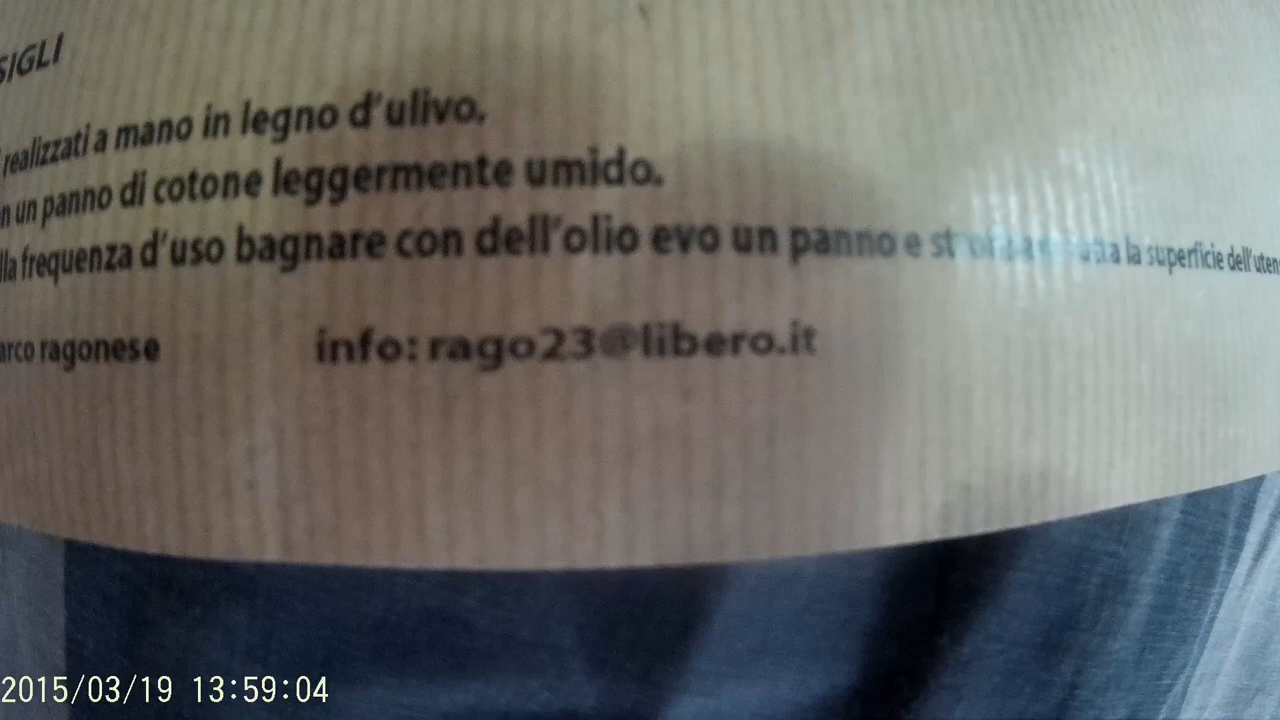 SIGLI
realizzati a mano in legno d'ulivo.
n un panno di cotone leggermente umido.
lla frequenza d'uso bagnare con dell'olio evo un panno e la superficie dell'uten
arco ragonese info: rago23@libero.it
2015/03/19 13:59:04